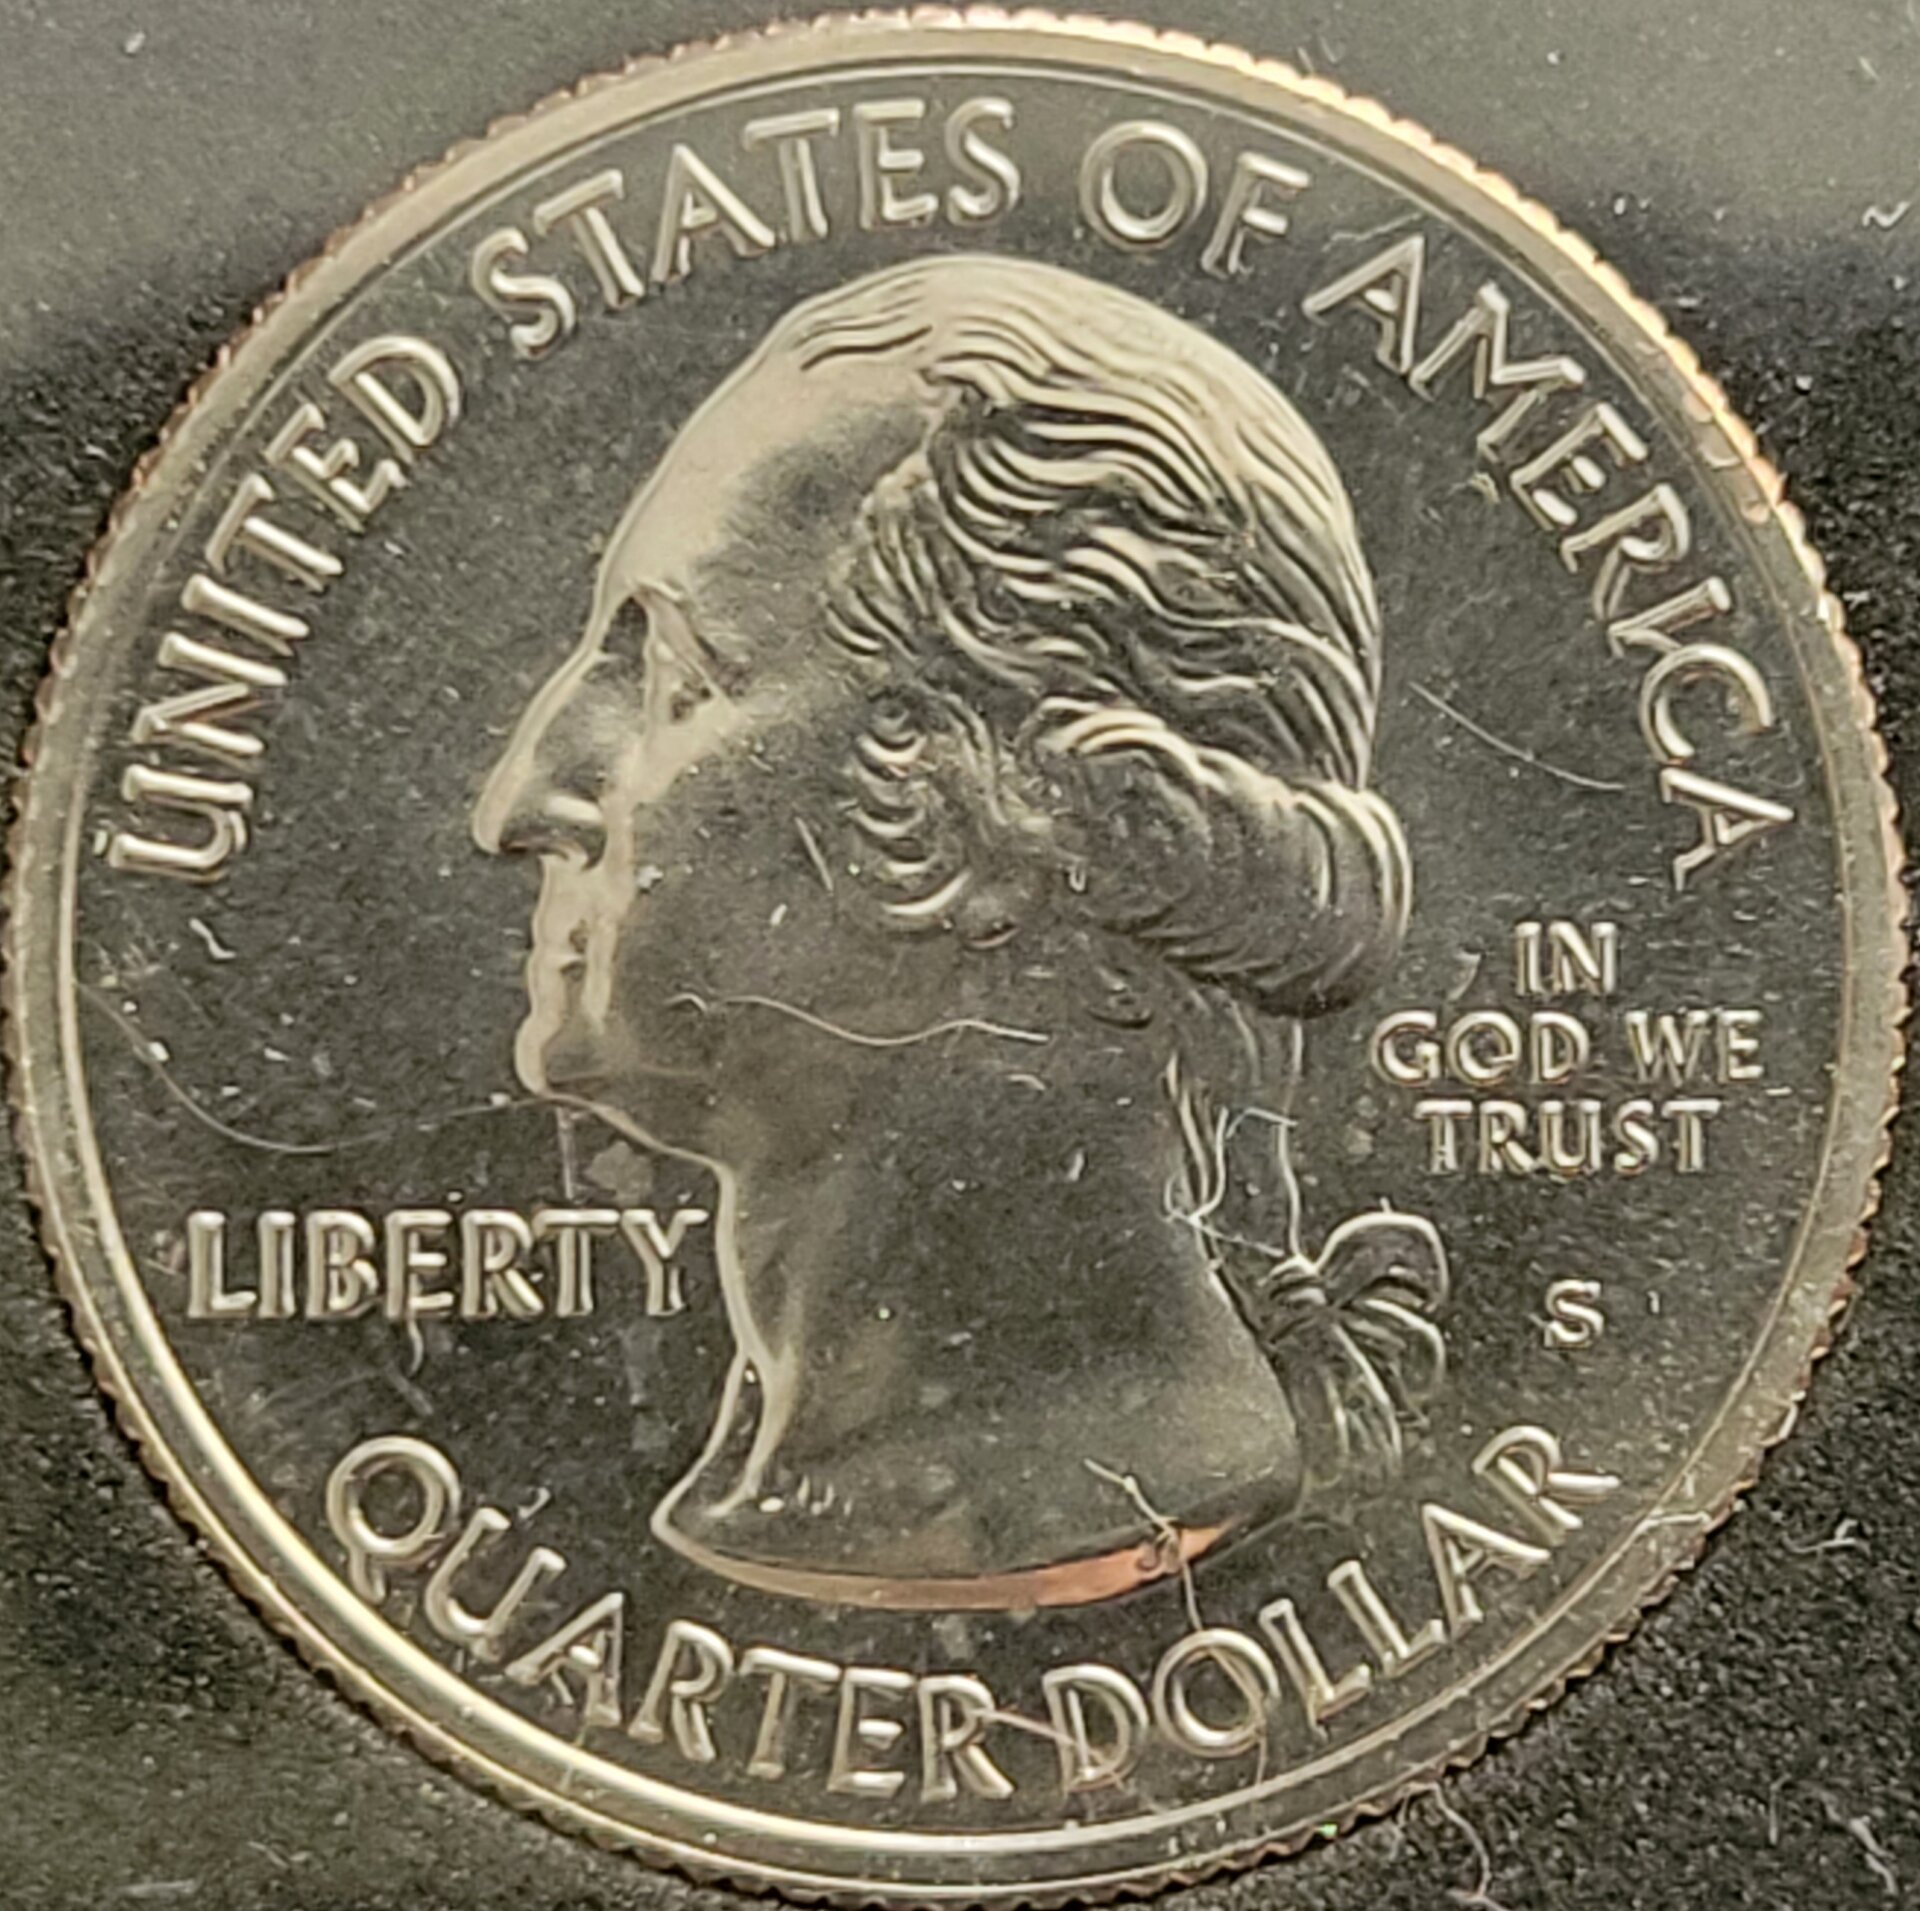 UNITED STATES OF AMERICA
IN
GOD WE
TRUST
LIBERTY
S
QUARTER DOLLAR